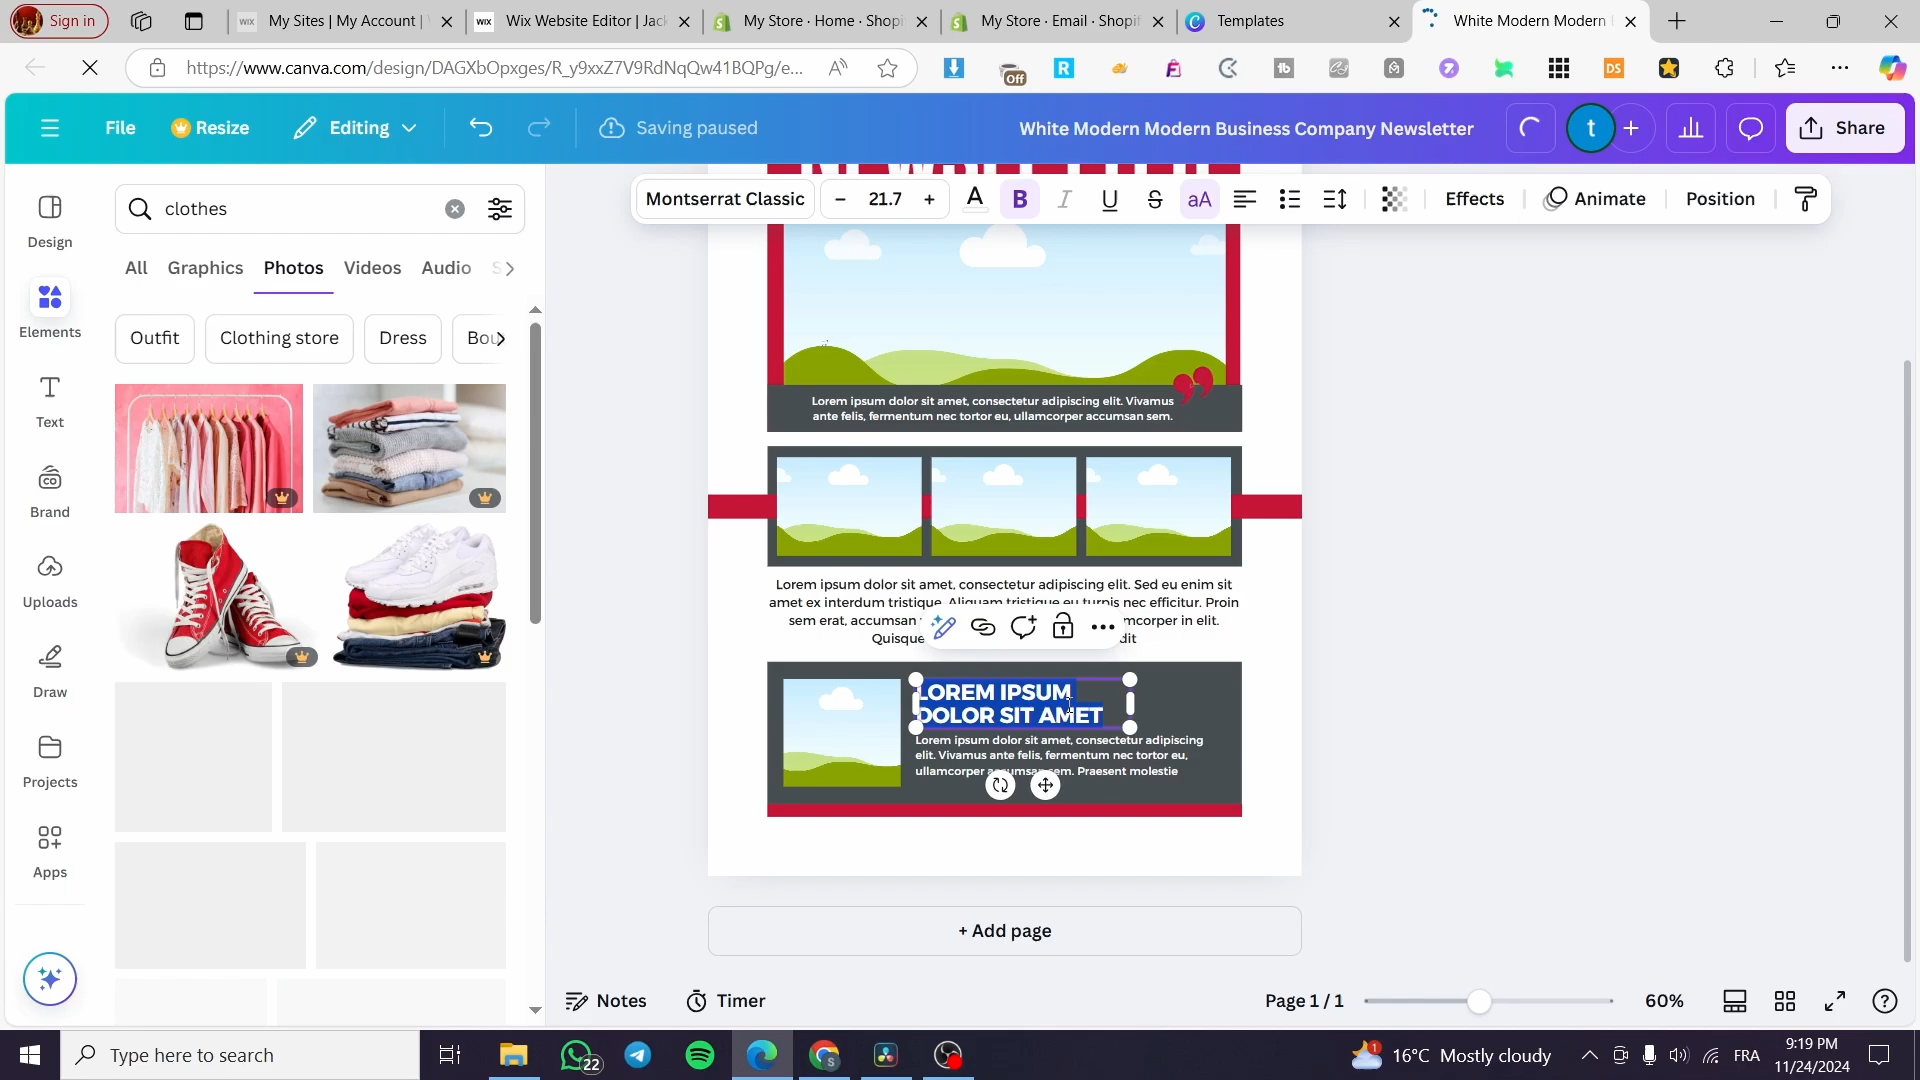 Sign in
My Sites | My Account |
Wix Website Editor | Jac
My Store · Home · Shopi
My Store · Email · Shopif
Templates
White Modern Modern
https://www.canva.com/design/DAGXbOpxges/R_y9xxZ7V9RdNqQw41BQPg/e...
Off
File
Resize
Editing
Saving paused
White Modern Modern Business Company Newsletter
t
Share
Design
Elements
Text
Brand
Uploads
Draw
Projects
Apps
clothes
All
Graphics
Photos
Videos
Audio
Outfit
Clothing store
Dress
Montserrat Classic
21.7
Effects
Animate
Position
Lorem ipsum dolor sit amet, consectetur adipiscing elit. Vivamus
ante felis, fermentum nec tortor eu, ullamcorper accumsan sem.
Lorem ipsum dolor sit amet, consectetur adipiscing elit. Sed eu enim sit
amet ex interdum tristique. Aliquam tristique eu turpis nec efficitur. Proin
sem erat, accumsan mcorper in elit.
Quisque dit
LOREM IPSUM
DOLOR SIT AMET
Lorem ipsum dolor sit amet, consectetur adipiscing
elit. Vivamus ante felis, fermentum nec tortor eu,
ullamcorper accumsan sem. Praesent molestie
+ Add page
Notes
Timer
Page 1 / 1
60%
Type here to search
22
16°C Mostly cloudy
FRA
9:19 PM
11/24/2024